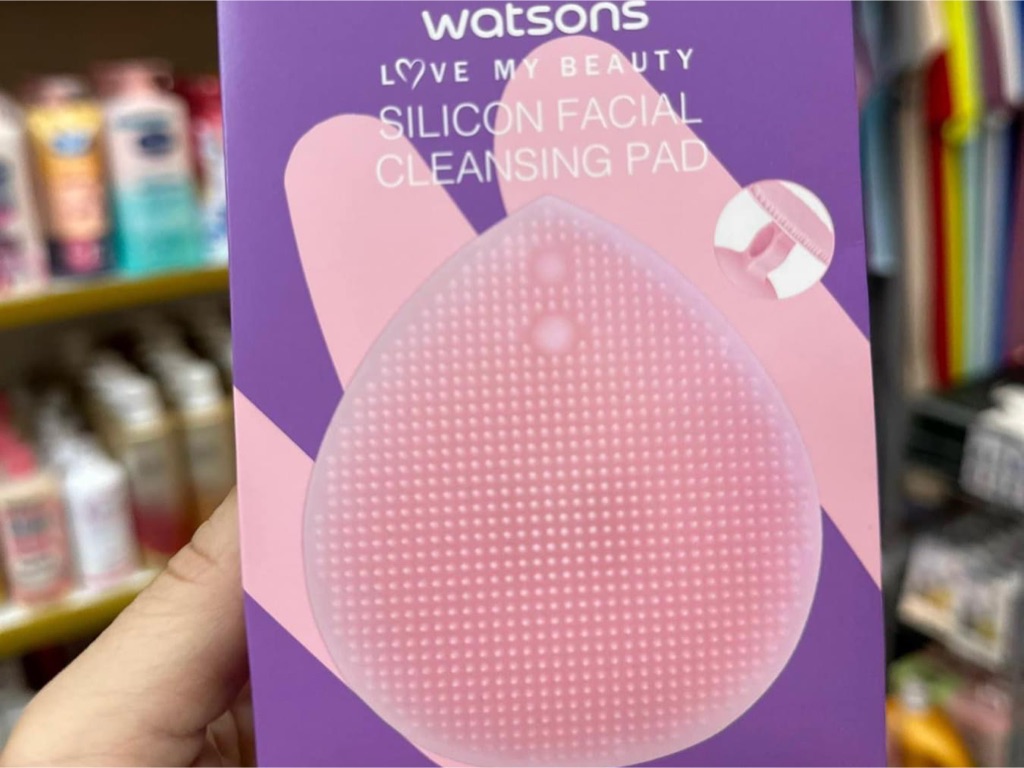 watsons
LOVE MY BEAUTY
SILICON FACIAL
CLEANSING PAD